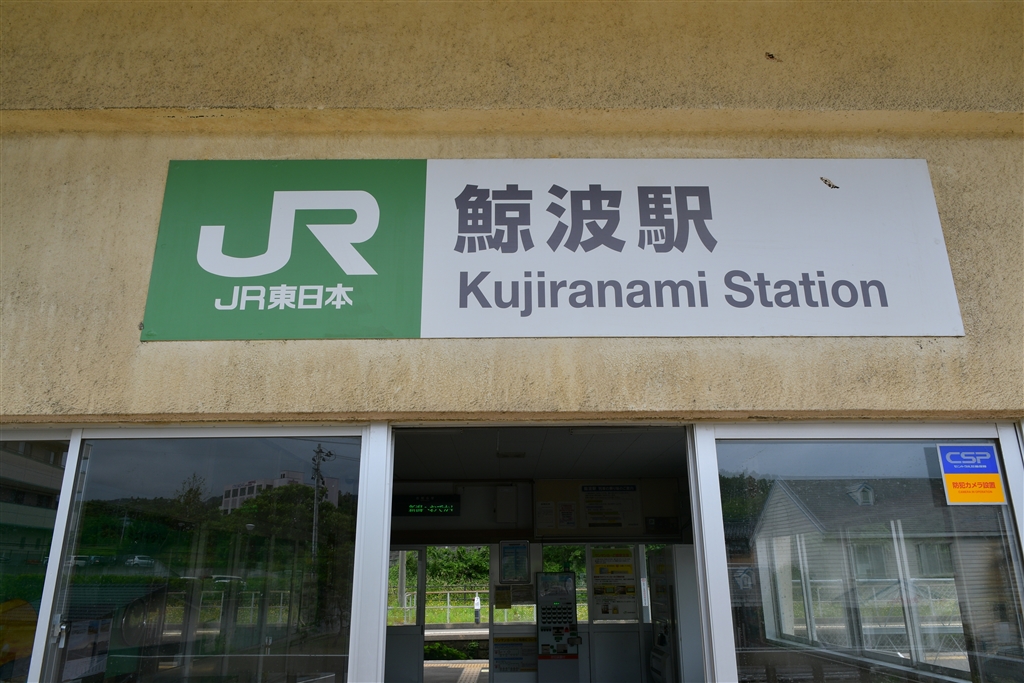 JR
JR東日本
鯨波駅
Kujiranami Station
CSP
防犯カメラ設置